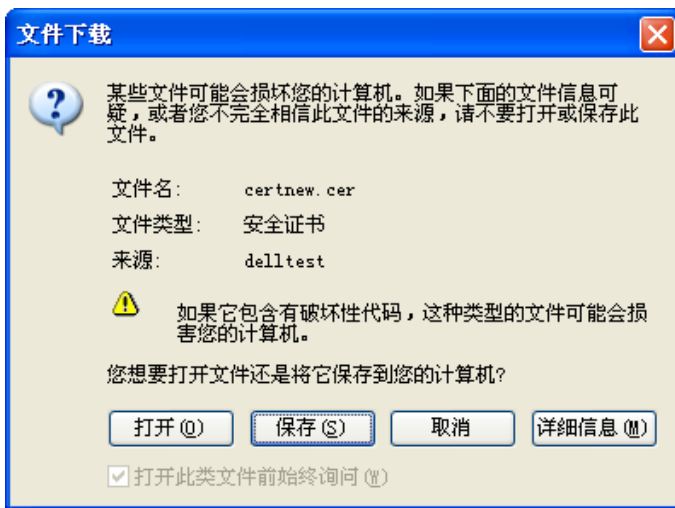 文件下载
某些文件可能会损坏您的计算机。如果下面的文件信息可
疑，或者您不完全相信此文件的来源，请不要打开或保存此
文件。
文件名: certnew.cer
文件类型: 安全证书
来源: delltest
如果它包含有破坏性代码，这种类型的文件可能会损
害您的计算机。
您想要打开文件还是将它保存到您的计算机?
打开(O) 保存(S) 取消 详细信息(M)
打开此类文件前始终询问(W)